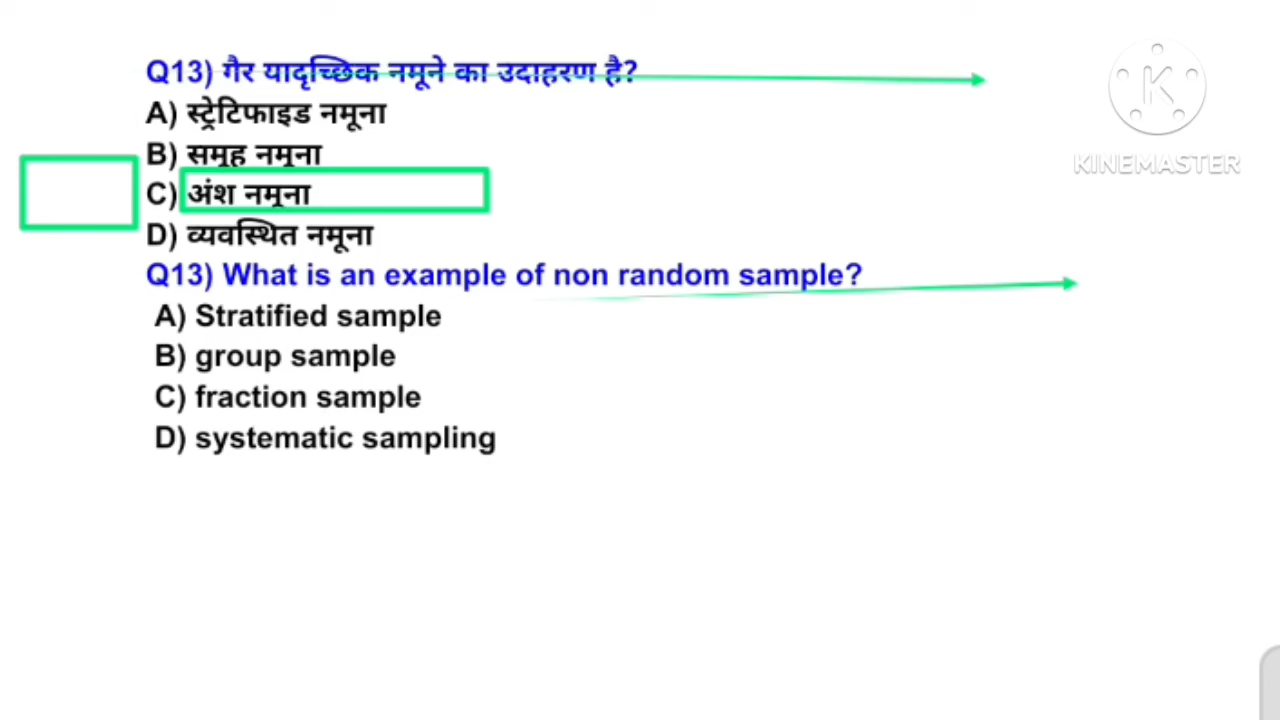 Q13) गैर यादृच्छिक नमूने का उदाहरण है?
A) स्ट्रेटिफाइड नमूना
B) समूह नमूना
C) अंश नमूना
D) व्यवस्थित नमूना
Q13) What is an example of non random sample?
A) Stratified sample
B) group sample
C) fraction sample
D) systematic sampling
K
KINEMASTER